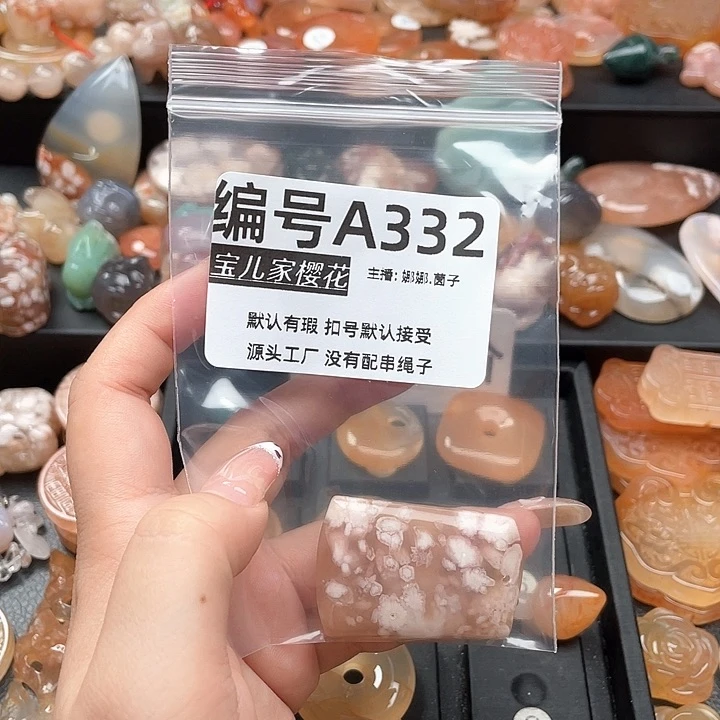 编号A332
宝儿家樱花 主播:娜娜.茵子
默认有瑕 扣号默认接受
源头工厂 没有配串绳子